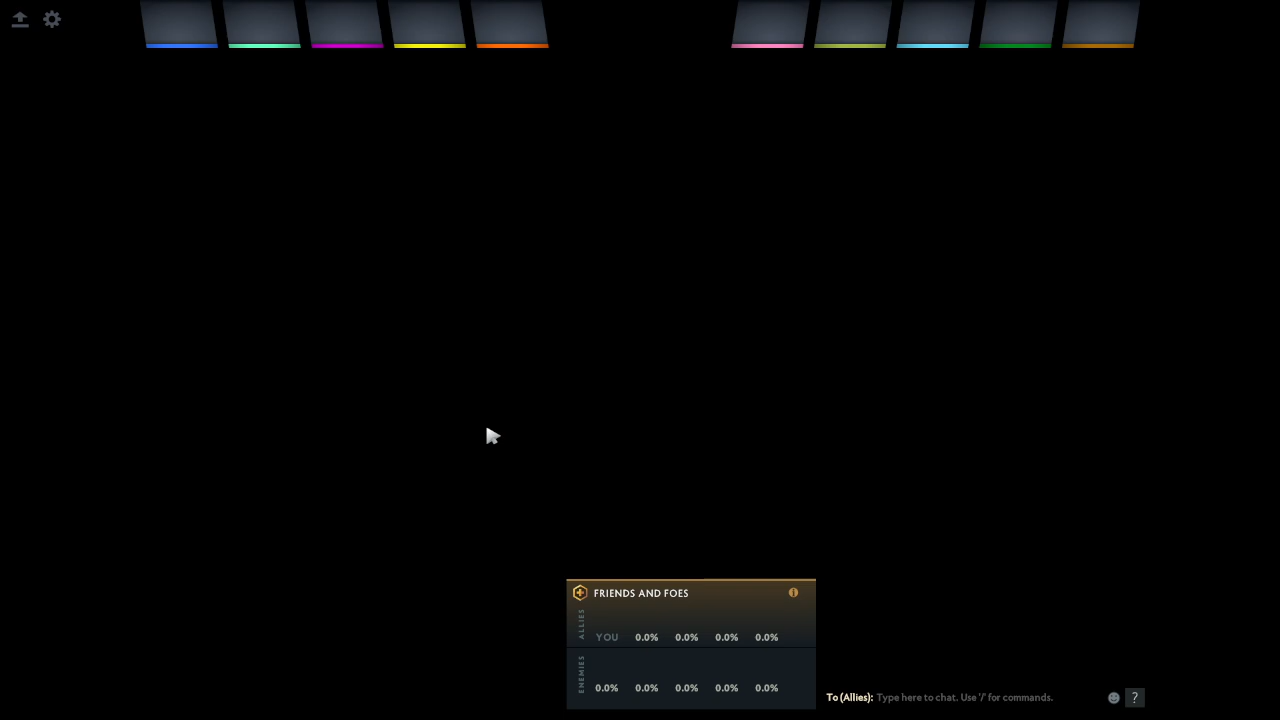 FRIENDS AND FOES
ALLIES
YOU 0.0% 0.0% 0.0% 0.0%
ENEMIES
0.0% 0.0% 0.0% 0.0% 0.0%
To (Allies): Type here to chat. Use '/' for commands.
?